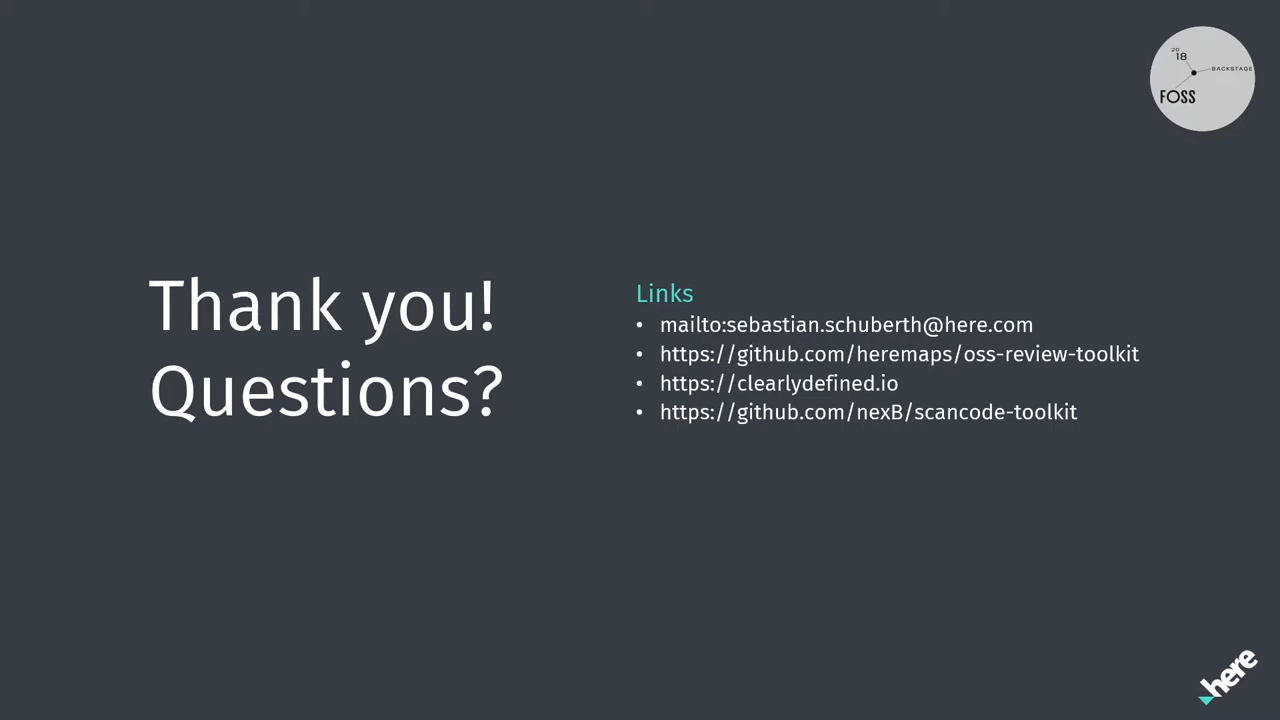 20
18
BACKSTAGE
FOSS
Thank you!
Questions?
Links
• mailto:sebastian.schuberth@here.com
• https://github.com/heremaps/oss-review-toolkit
• https://clearlydefined.io
• https://github.com/nexB/scancode-toolkit
here